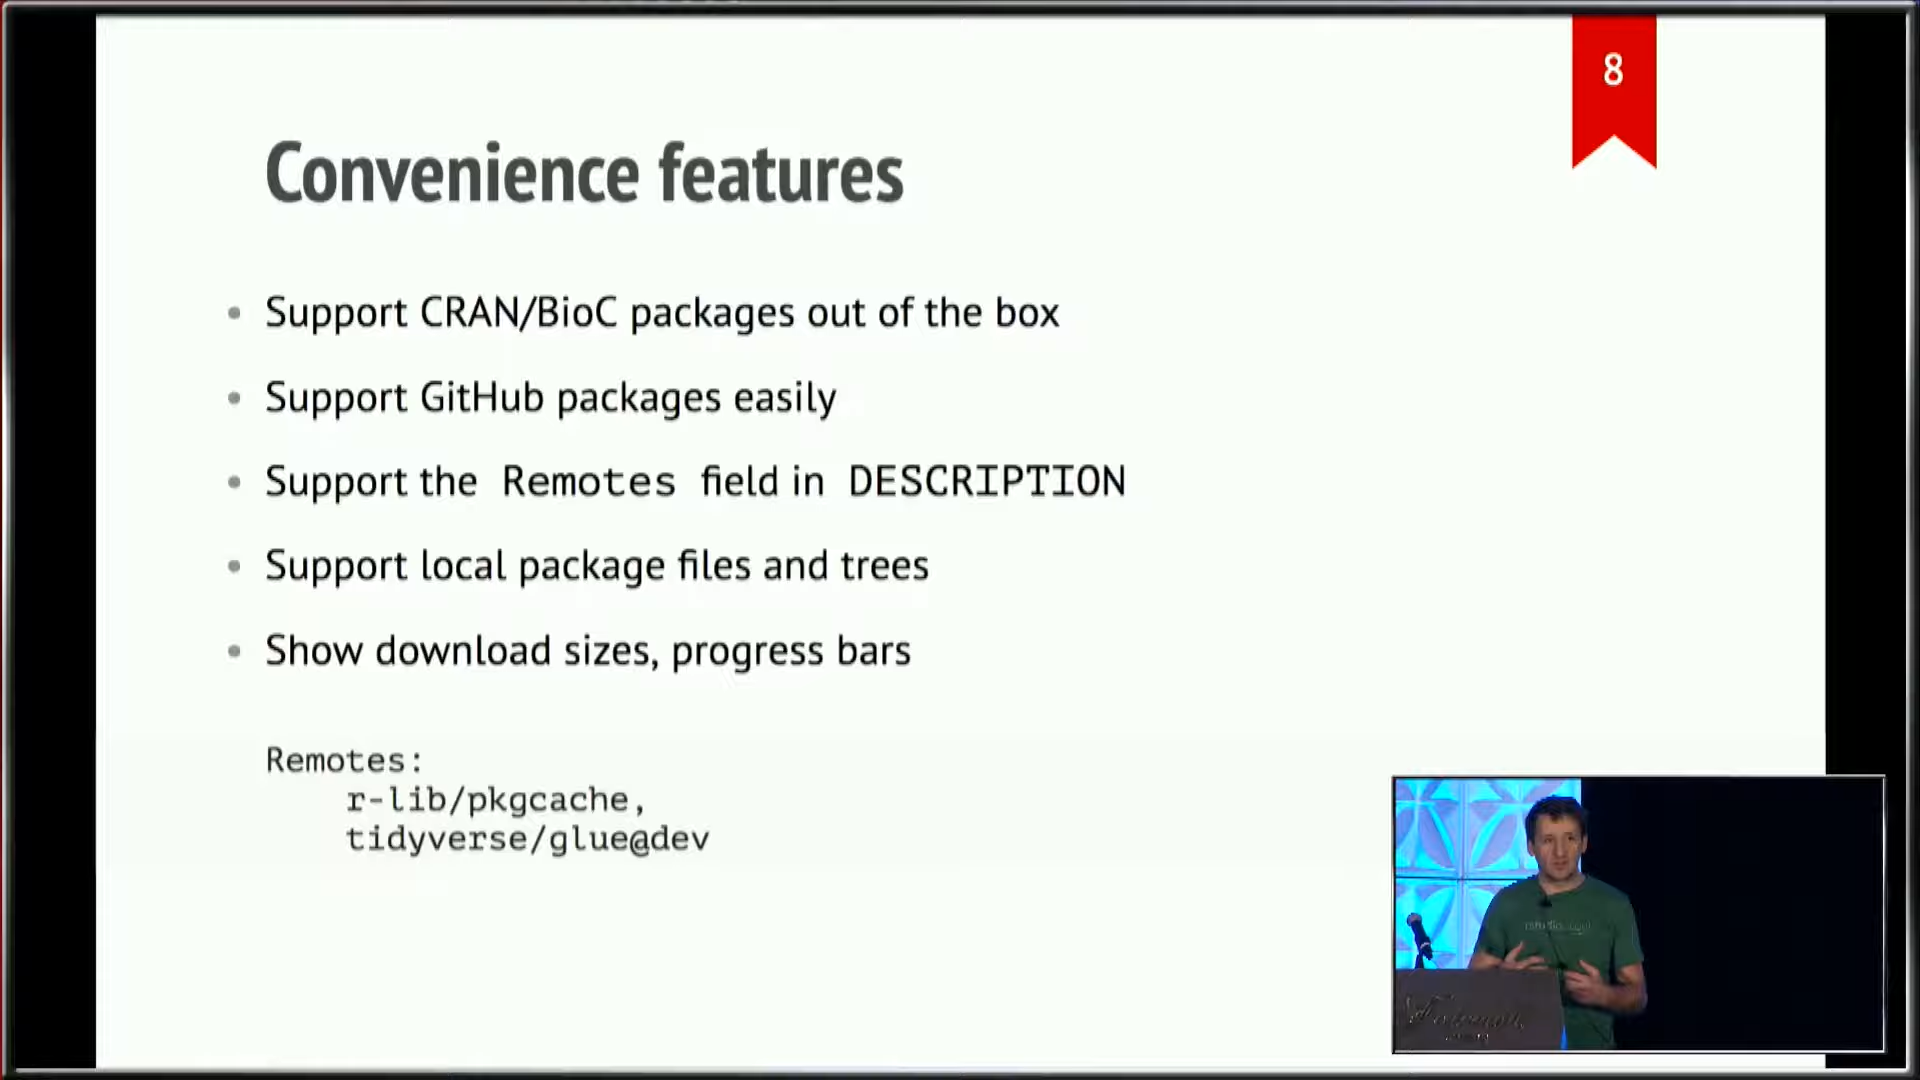 8
Convenience features
Support CRAN/BioC packages out of the box
Support GitHub packages easily
Support the Remotes field in DESCRIPTION
Support local package files and trees
Show download sizes, progress bars
Remotes:
r-lib/pkgcache,
tidyverse/glue@dev